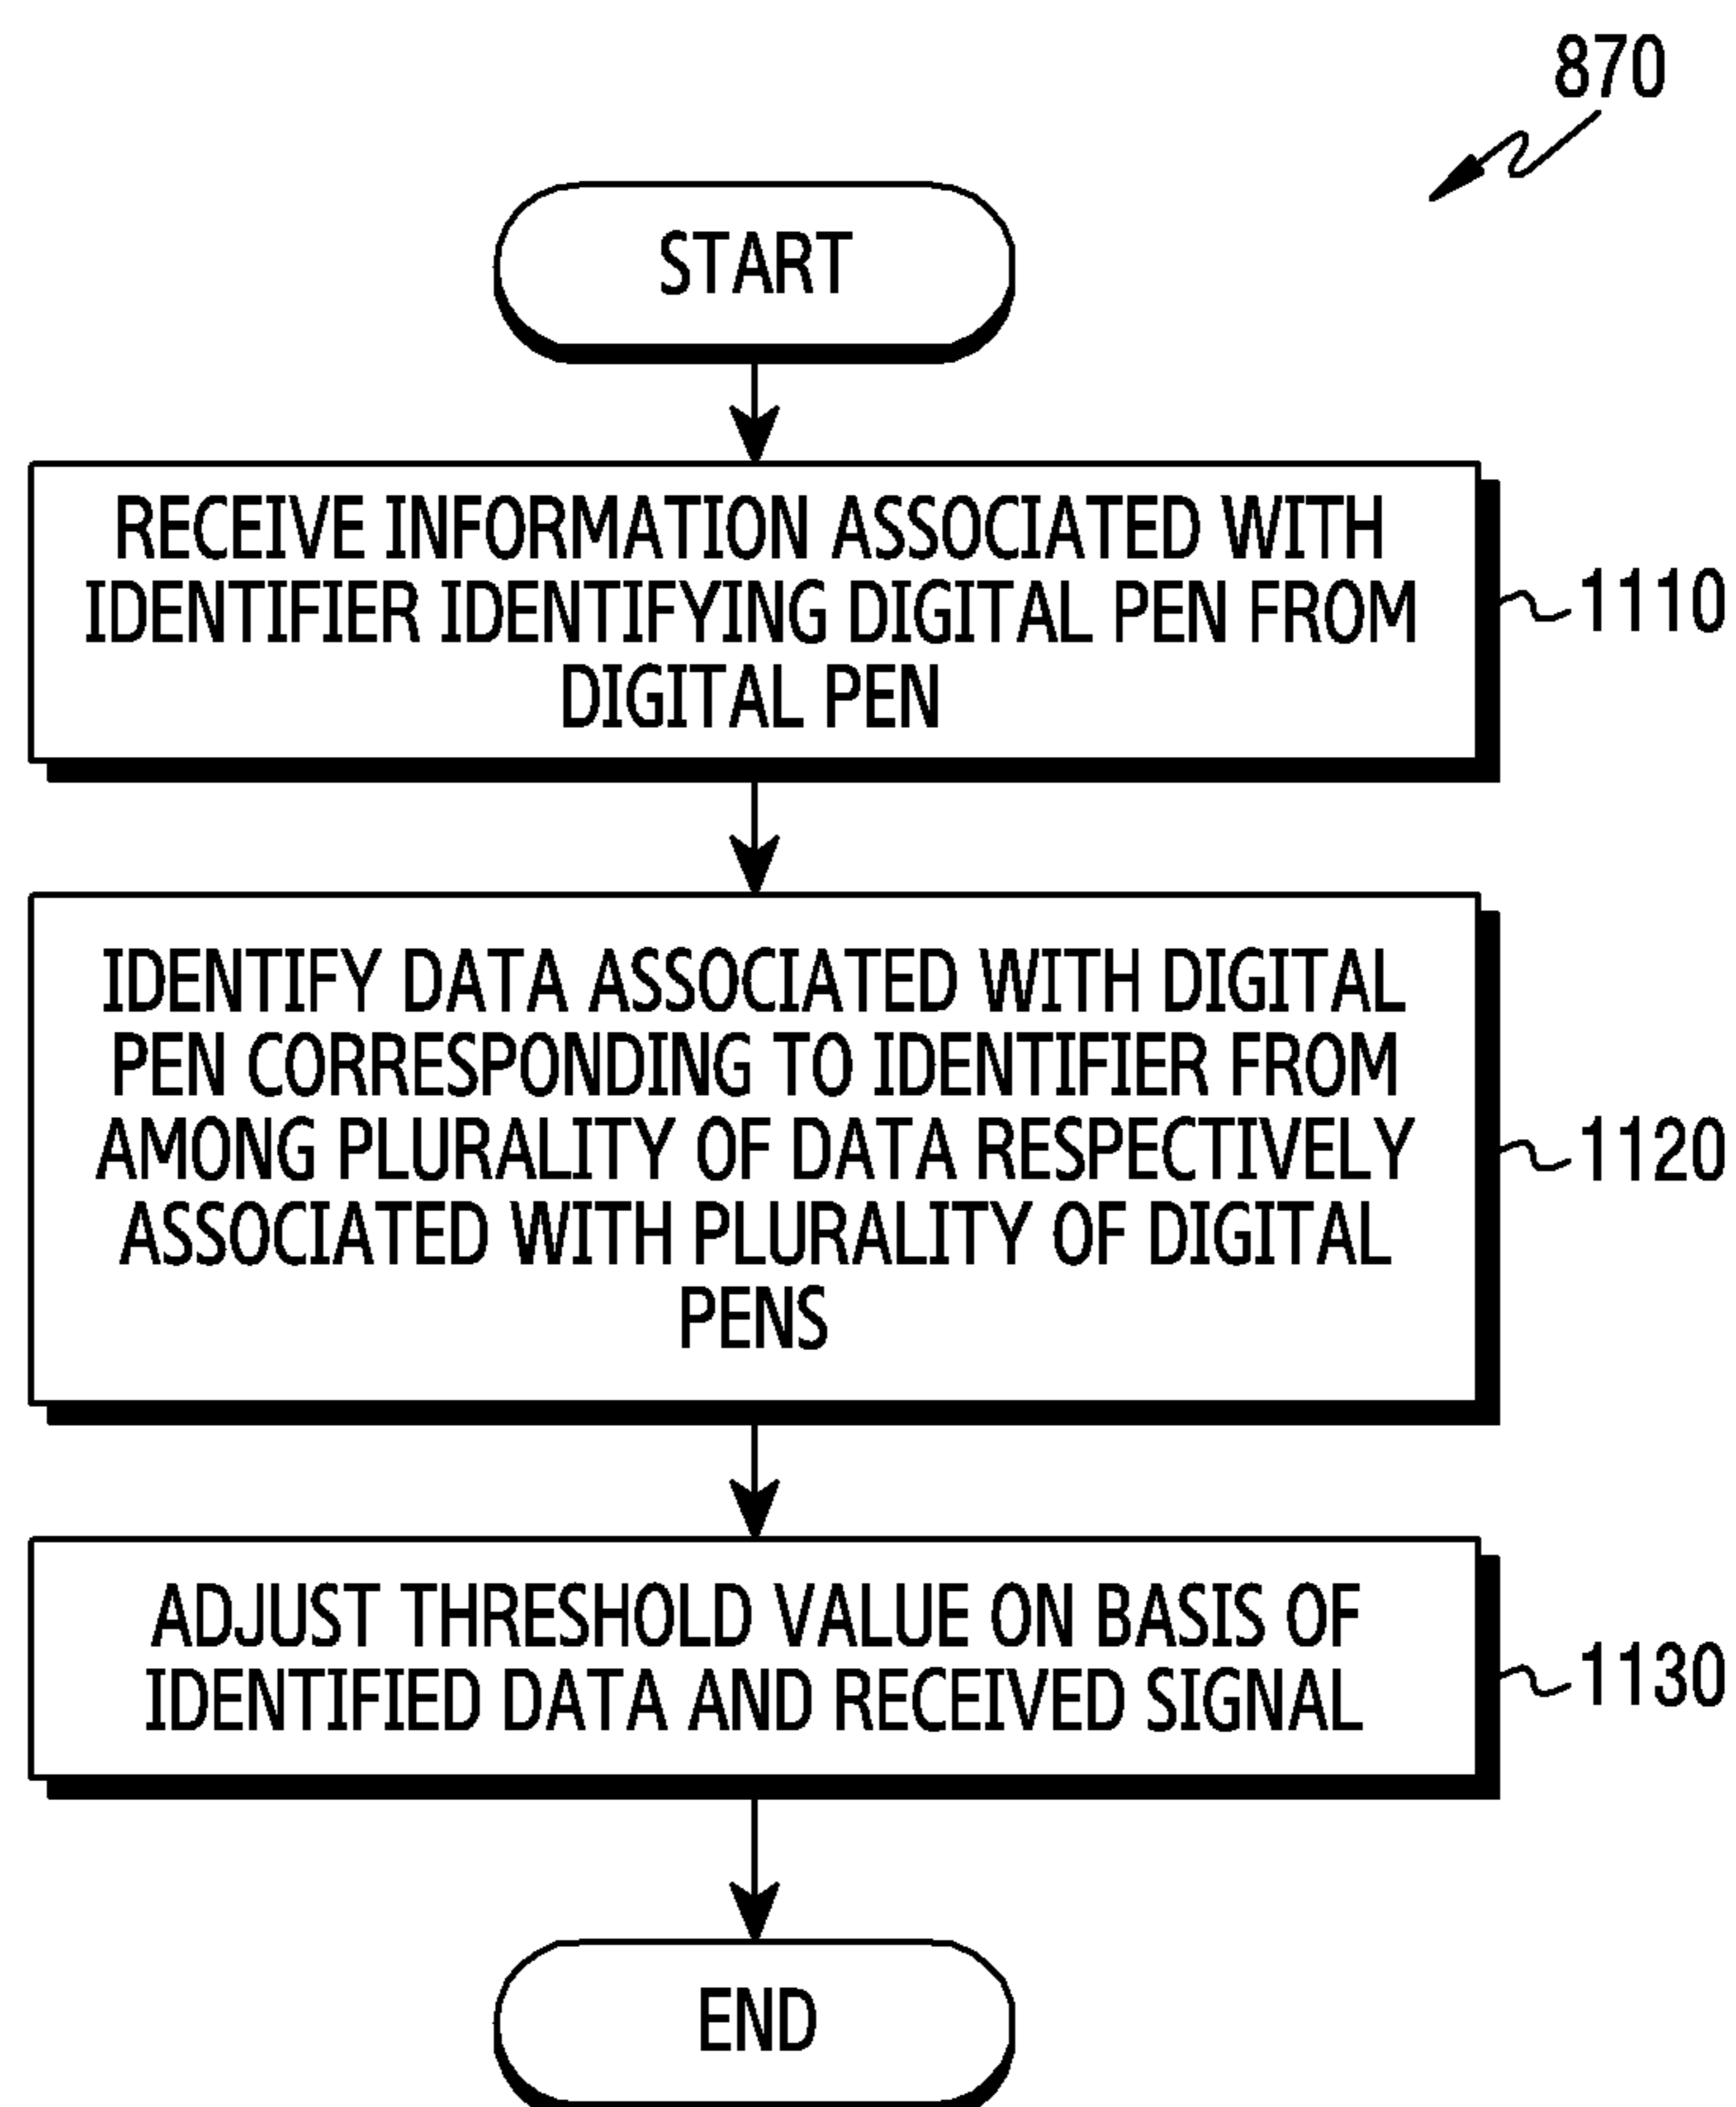 870
START
RECEIVE INFORMATION ASSOCIATED WITH
IDENTIFIER IDENTIFYING DIGITAL PEN FROM
DIGITAL PEN
1110
IDENTIFY DATA ASSOCIATED WITH DIGITAL
PEN CORRESPONDING TO IDENTIFIER FROM
AMONG PLURALITY OF DATA RESPECTIVELY
ASSOCIATED WITH PLURALITY OF DIGITAL
PENS
1120
ADJUST THRESHOLD VALUE ON BASIS OF
IDENTIFIED DATA AND RECEIVED SIGNAL
1130
END